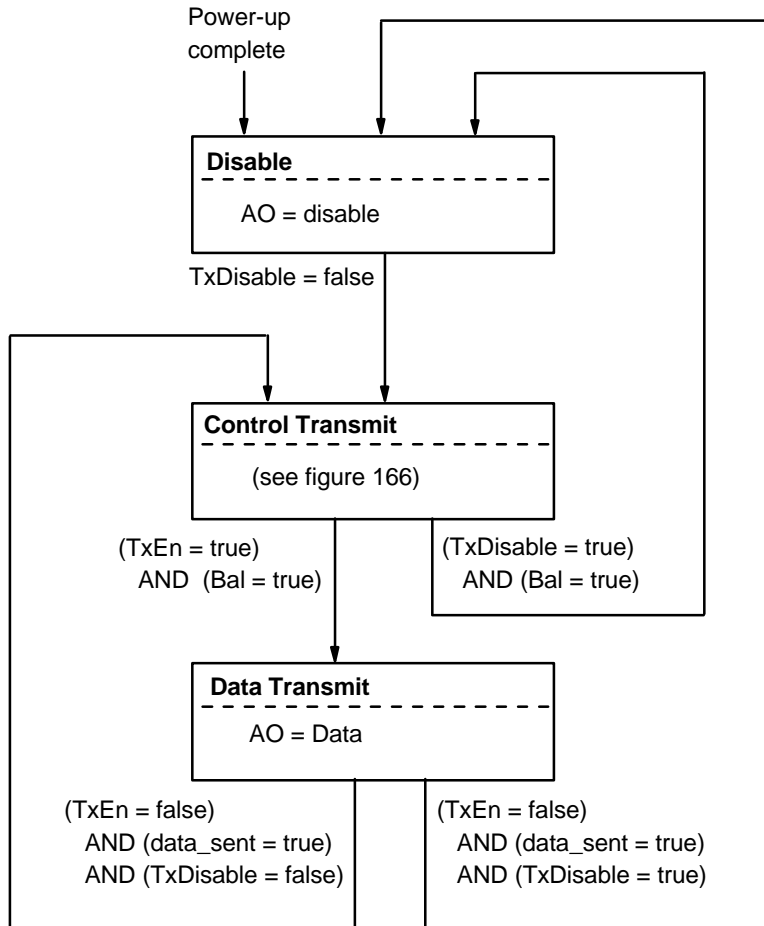 Power-up
complete
Disable
AO = disable
TxDisable = false
Control Transmit
(see figure 166)
(TxEn = true)
AND (Bal = true)
(TxDisable = true)
AND (Bal = true)
Data Transmit
AO = Data
(TxEn = false)
AND (data_sent = true)
AND (TxDisable = false)
(TxEn = false)
AND (data_sent = true)
AND (TxDisable = true)